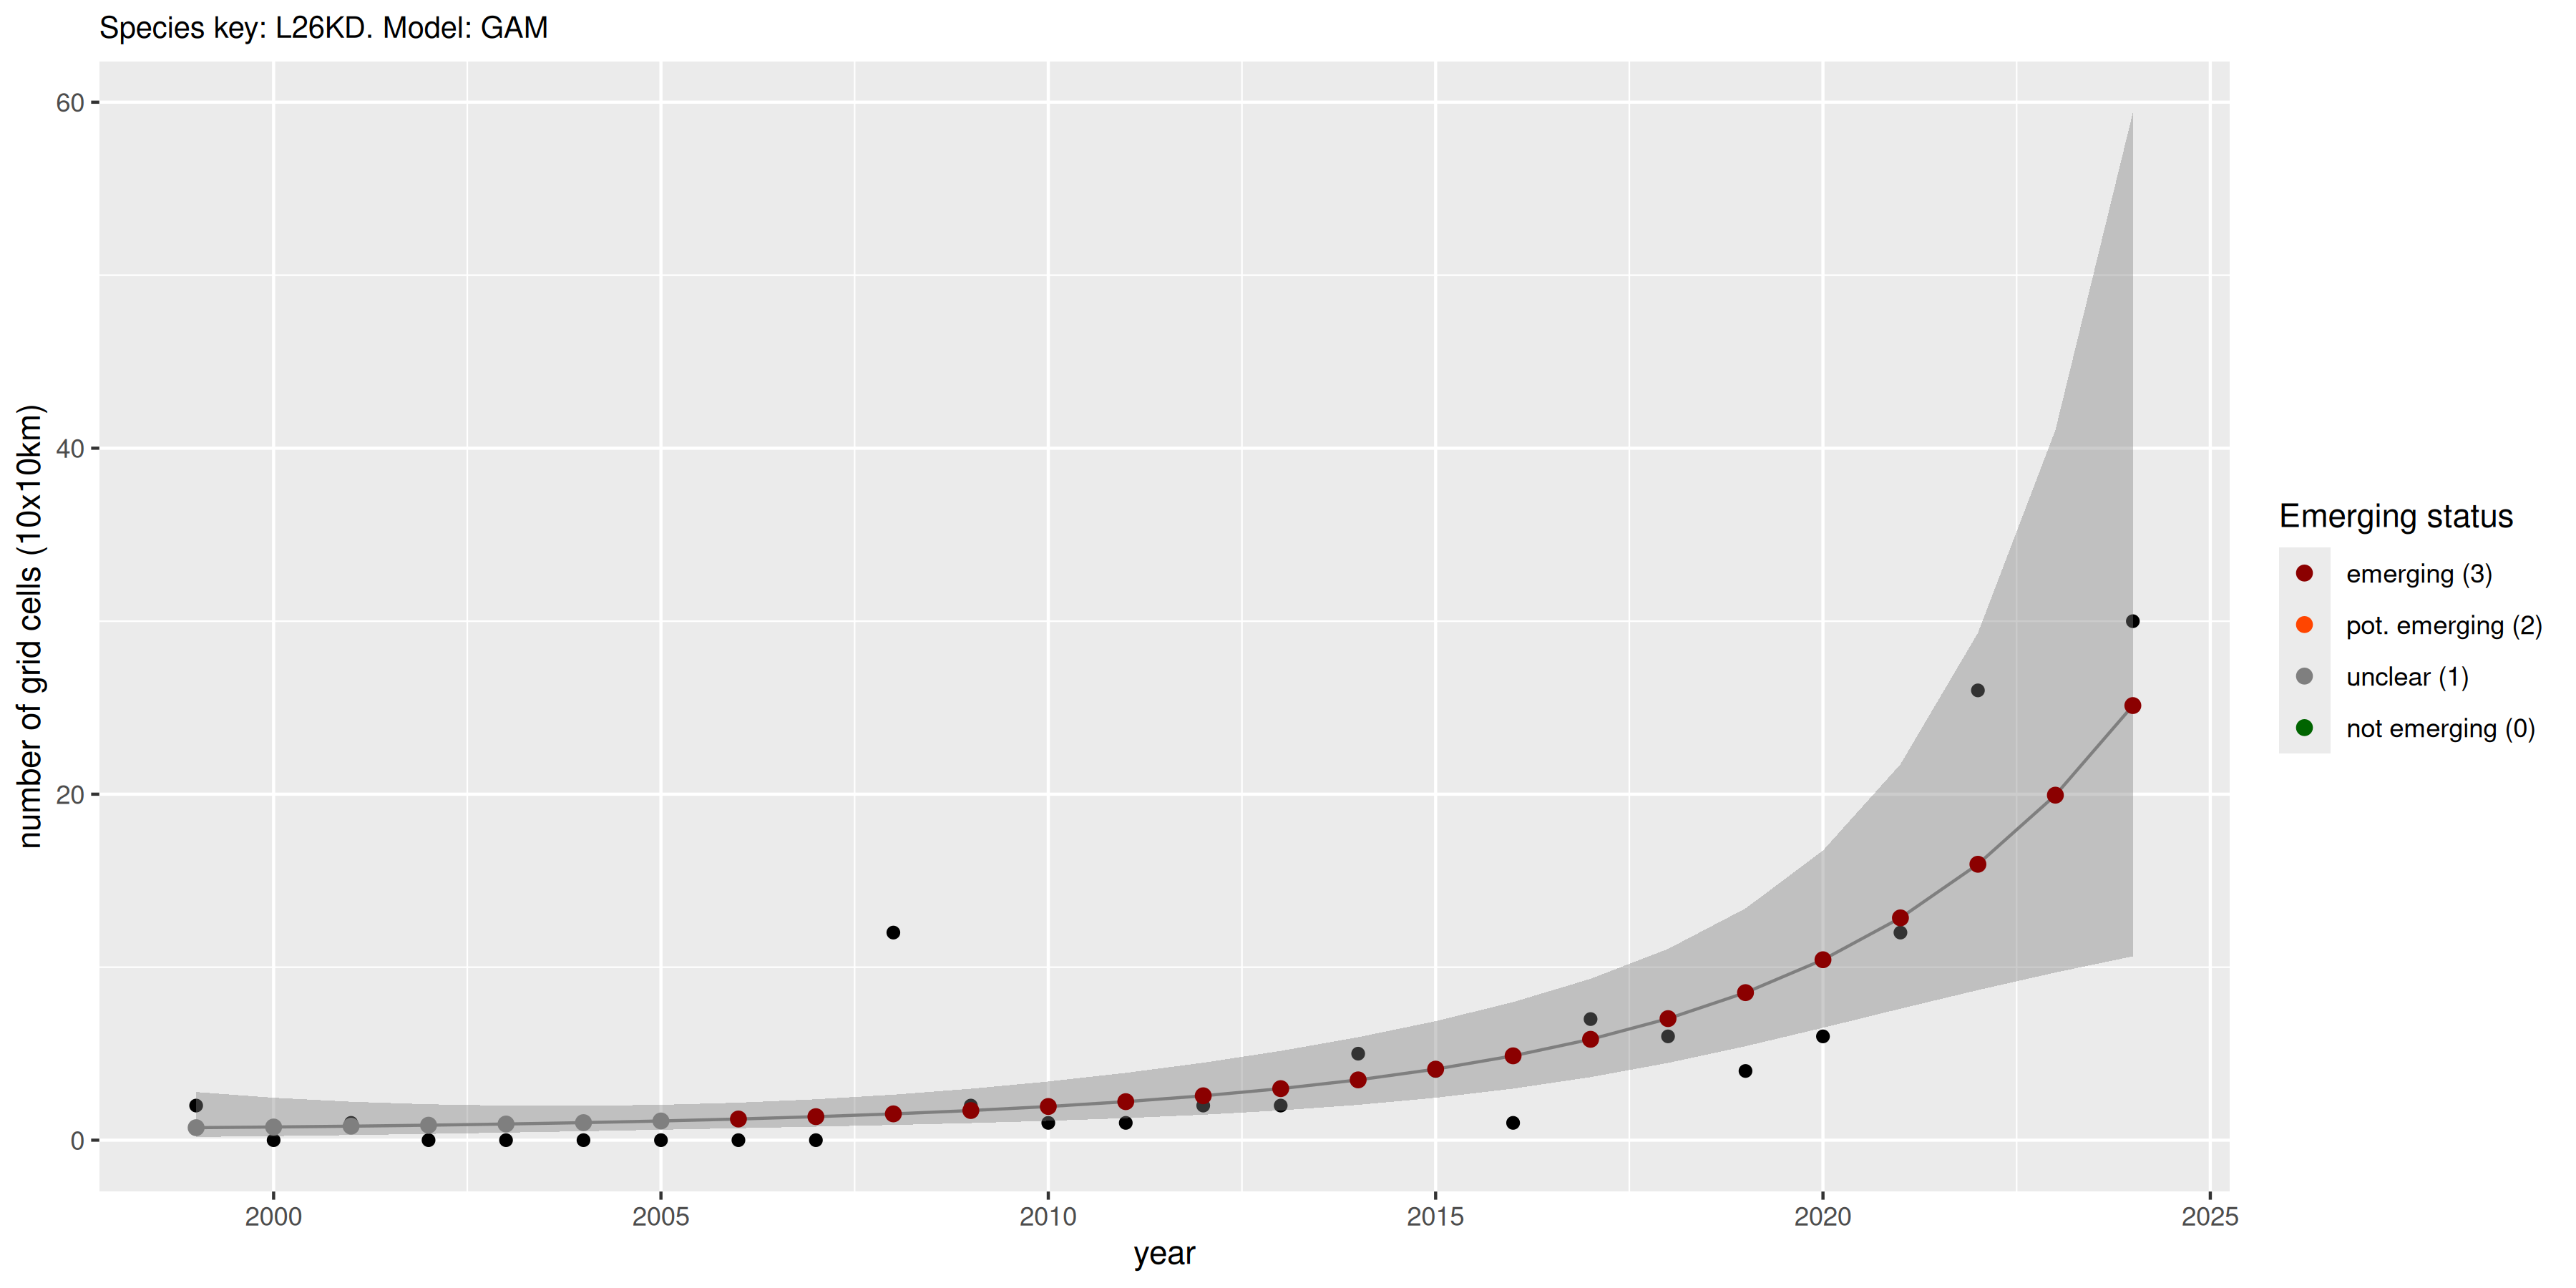 Species key: L26KD. Model: GAM
60
40
20
0
number of grid cells (10x10km)
2000
2005
2010
2015
2020
2025
year
Emerging status
emerging (3)
pot. emerging (2)
unclear (1)
not emerging (0)